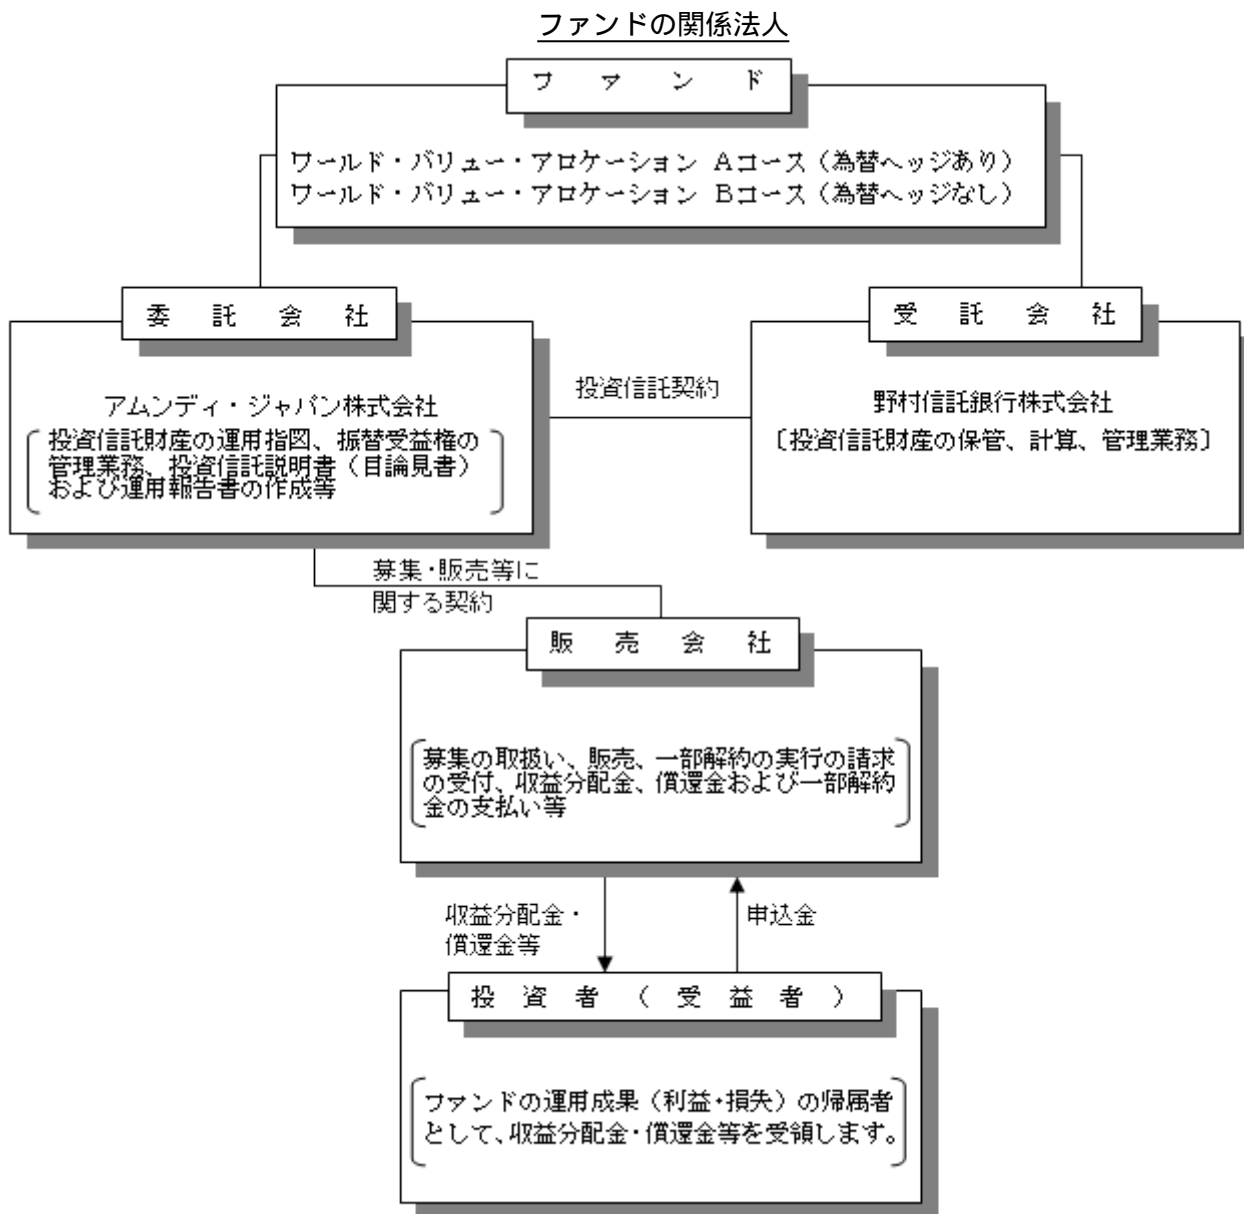 ファンドの関係法人
ファンド
ワールド・バリュー・アロケーション Aコース（為替ヘッジあり）
ワールド・バリュー・アロケーション Bコース（為替ヘッジなし）
委託会社
アムンディ・ジャパン株式会社
投資信託財産の運用指図、振替受益権の
管理業務、投資信託説明書（目論見書）
および運用報告書の作成等
投資信託契約
受託会社
野村信託銀行株式会社
〔投資信託財産の保管、計算、管理業務〕
募集・販売等に
関する契約
販売会社
募集の取扱い、販売、一部解約の実行の請求
の受付、収益分配金、償還金および一部解約
金の支払い等
収益分配金・
償還金等
申込金
投資者（受益者）
ファンドの運用成果（利益・損失）の帰属者
として、収益分配金・償還金等を受領します。